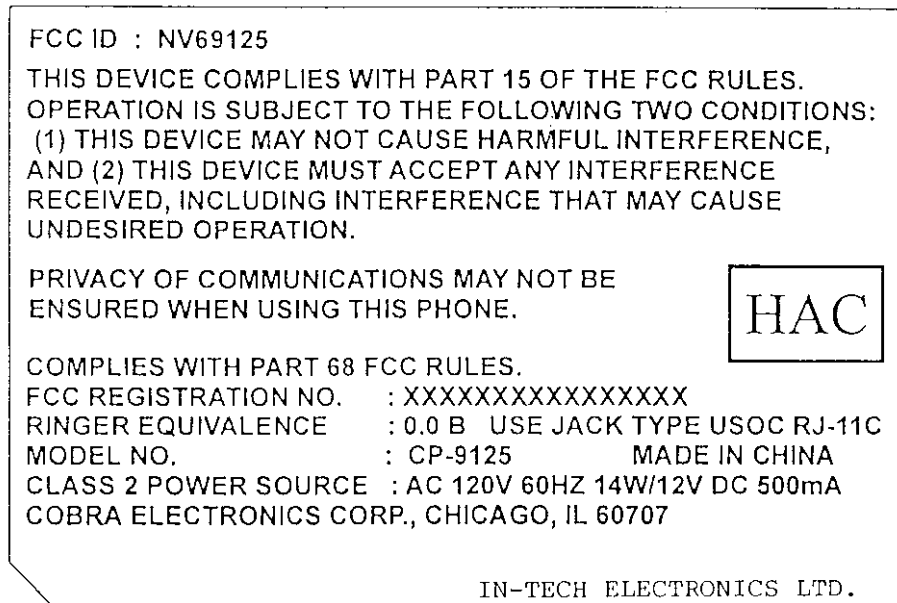 FCC ID : NV69125
THIS DEVICE COMPLIES WITH PART 15 OF THE FCC RULES.
OPERATION IS SUBJECT TO THE FOLLOWING TWO CONDITIONS:
(1) THIS DEVICE MAY NOT CAUSE HARMFUL INTERFERENCE,
AND (2) THIS DEVICE MUST ACCEPT ANY INTERFERENCE
RECEIVED, INCLUDING INTERFERENCE THAT MAY CAUSE
UNDESIRED OPERATION.
PRIVACY OF COMMUNICATIONS MAY NOT BE
ENSURED WHEN USING THIS PHONE.
HAC
COMPLIES WITH PART 68 FCC RULES.
FCC REGISTRATION NO. : XXXXXXXXXXXXXXXX
RINGER EQUIVALENCE : 0.0 B USE JACK TYPE USOC RJ-11C
MODEL NO. : CP-9125 MADE IN CHINA
CLASS 2 POWER SOURCE : AC 120V 60HZ 14W/12V DC 500mA
COBRA ELECTRONICS CORP., CHICAGO, IL 60707
IN-TECH ELECTRONICS LTD.